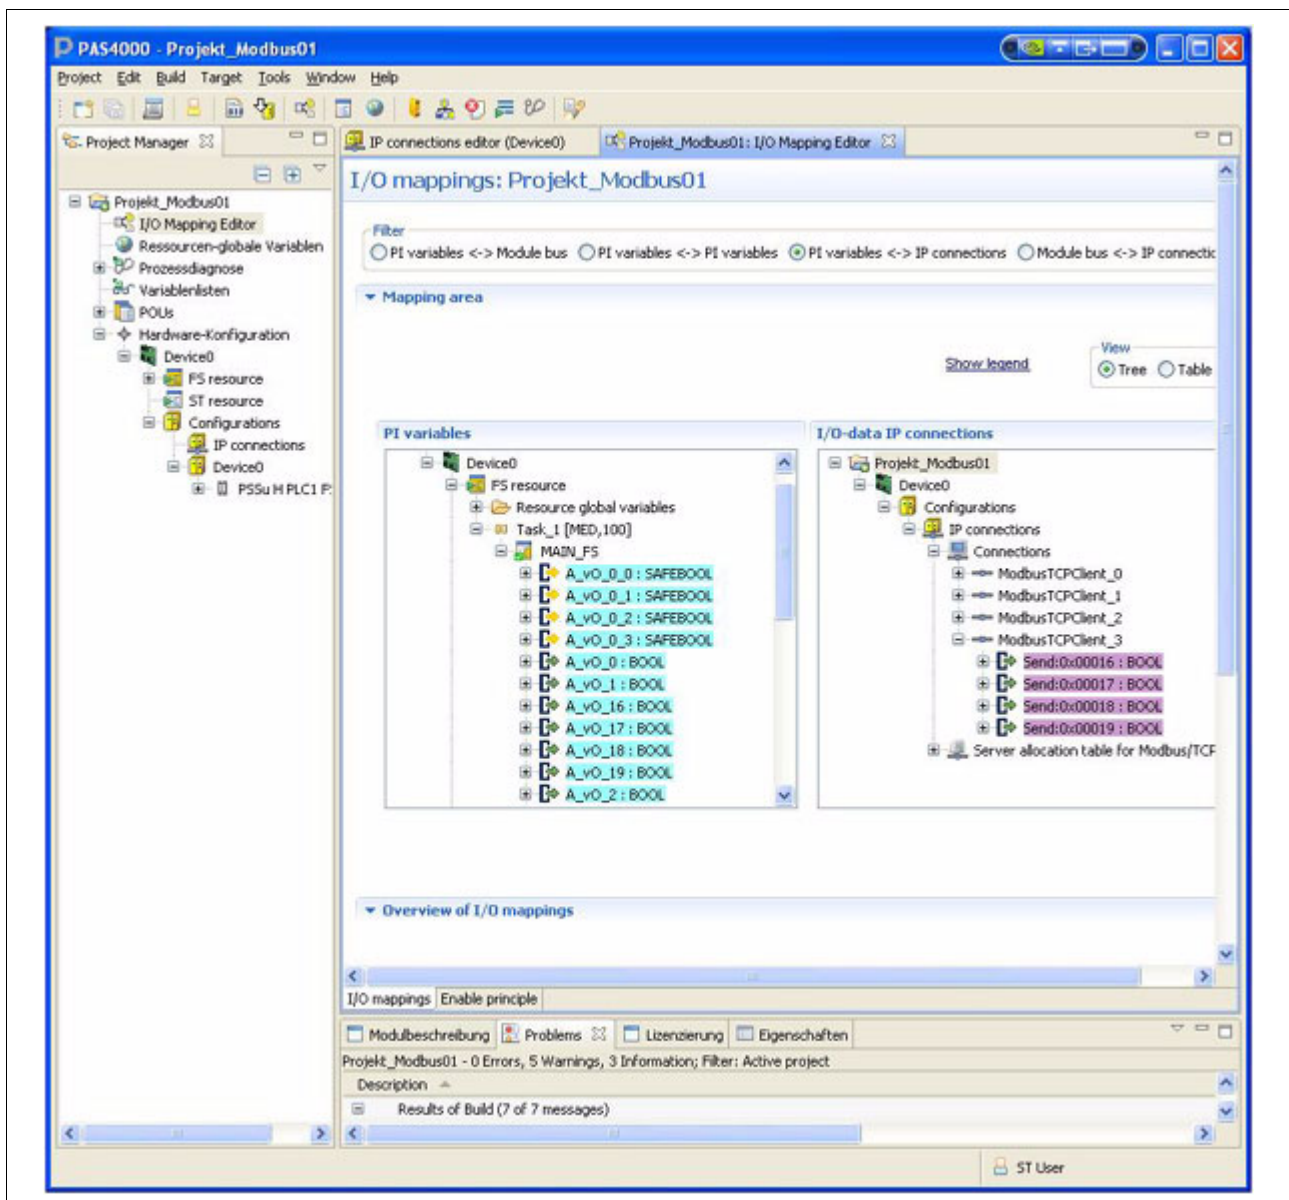 PAS4000 - Projekt_Modbus01
Project Edit Build Target Tools Window Help
Project Manager
IP connections editor (Device0)
Projekt_Modbus01: I/O Mapping Editor
Projekt_Modbus01
I/O Mapping Editor
Ressourcen-globale Variablen
Prozessdiagnose
Variablenlisten
POUs
Hardware-Konfiguration
Device0
FS resource
ST resource
Configurations
IP connections
Device0
PSSu H PLC1 F
I/O mappings: Projekt_Modbus01
Filter
PI variables <-> Module bus PI variables <-> PI variables PI variables <-> IP connections Module bus <-> IP connectic
Mapping area
Show legend
View
Tree Table
PI variables
Device0
FS resource
Resource global variables
Task_1 [MED,100]
MAIN_FS
A_vO_0_0 : SAFEBOOL
A_vO_0_1 : SAFEBOOL
A_vO_0_2 : SAFEBOOL
A_vO_0_3 : SAFEBOOL
A_vO_0 : BOOL
A_vO_1 : BOOL
A_vO_16 : BOOL
A_vO_17 : BOOL
A_vO_18 : BOOL
A_vO_19 : BOOL
A_vO_2 : BOOL
I/O-data IP connections
Projekt_Modbus01
Device0
Configurations
IP connections
Connections
ModbusTCPClient_0
ModbusTCPClient_1
ModbusTCPClient_2
ModbusTCPClient_3
Send:0x00016 : BOOL
Send:0x00017 : BOOL
Send:0x00018 : BOOL
Send:0x00019 : BOOL
Server allocation table for Modbus/TCP
Overview of I/O mappings
I/O mappings Enable principle
Modulbeschreibung Problems Lizenzierung Eigenschaften
Projekt_Modbus01 - 0 Errors, 5 Warnings, 3 Information; Filter: Active project
Description
Results of Build (7 of 7 messages)
ST User